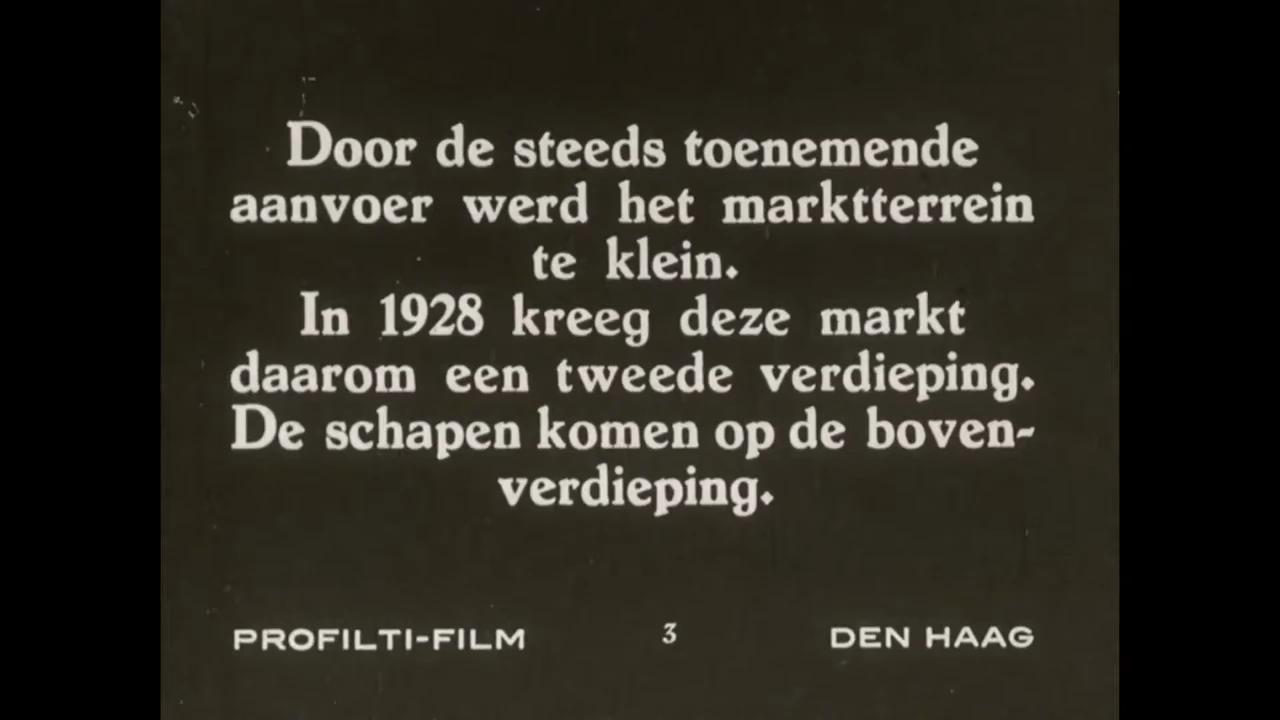 Door de steeds toenemende
aanvoer werd het marktterrein
te klein.
In 1928 kreeg deze markt
daarom een tweede verdieping.
De schapen komen op de boven-
verdieping.
PROFILTI-FILM 3 DEN HAAG